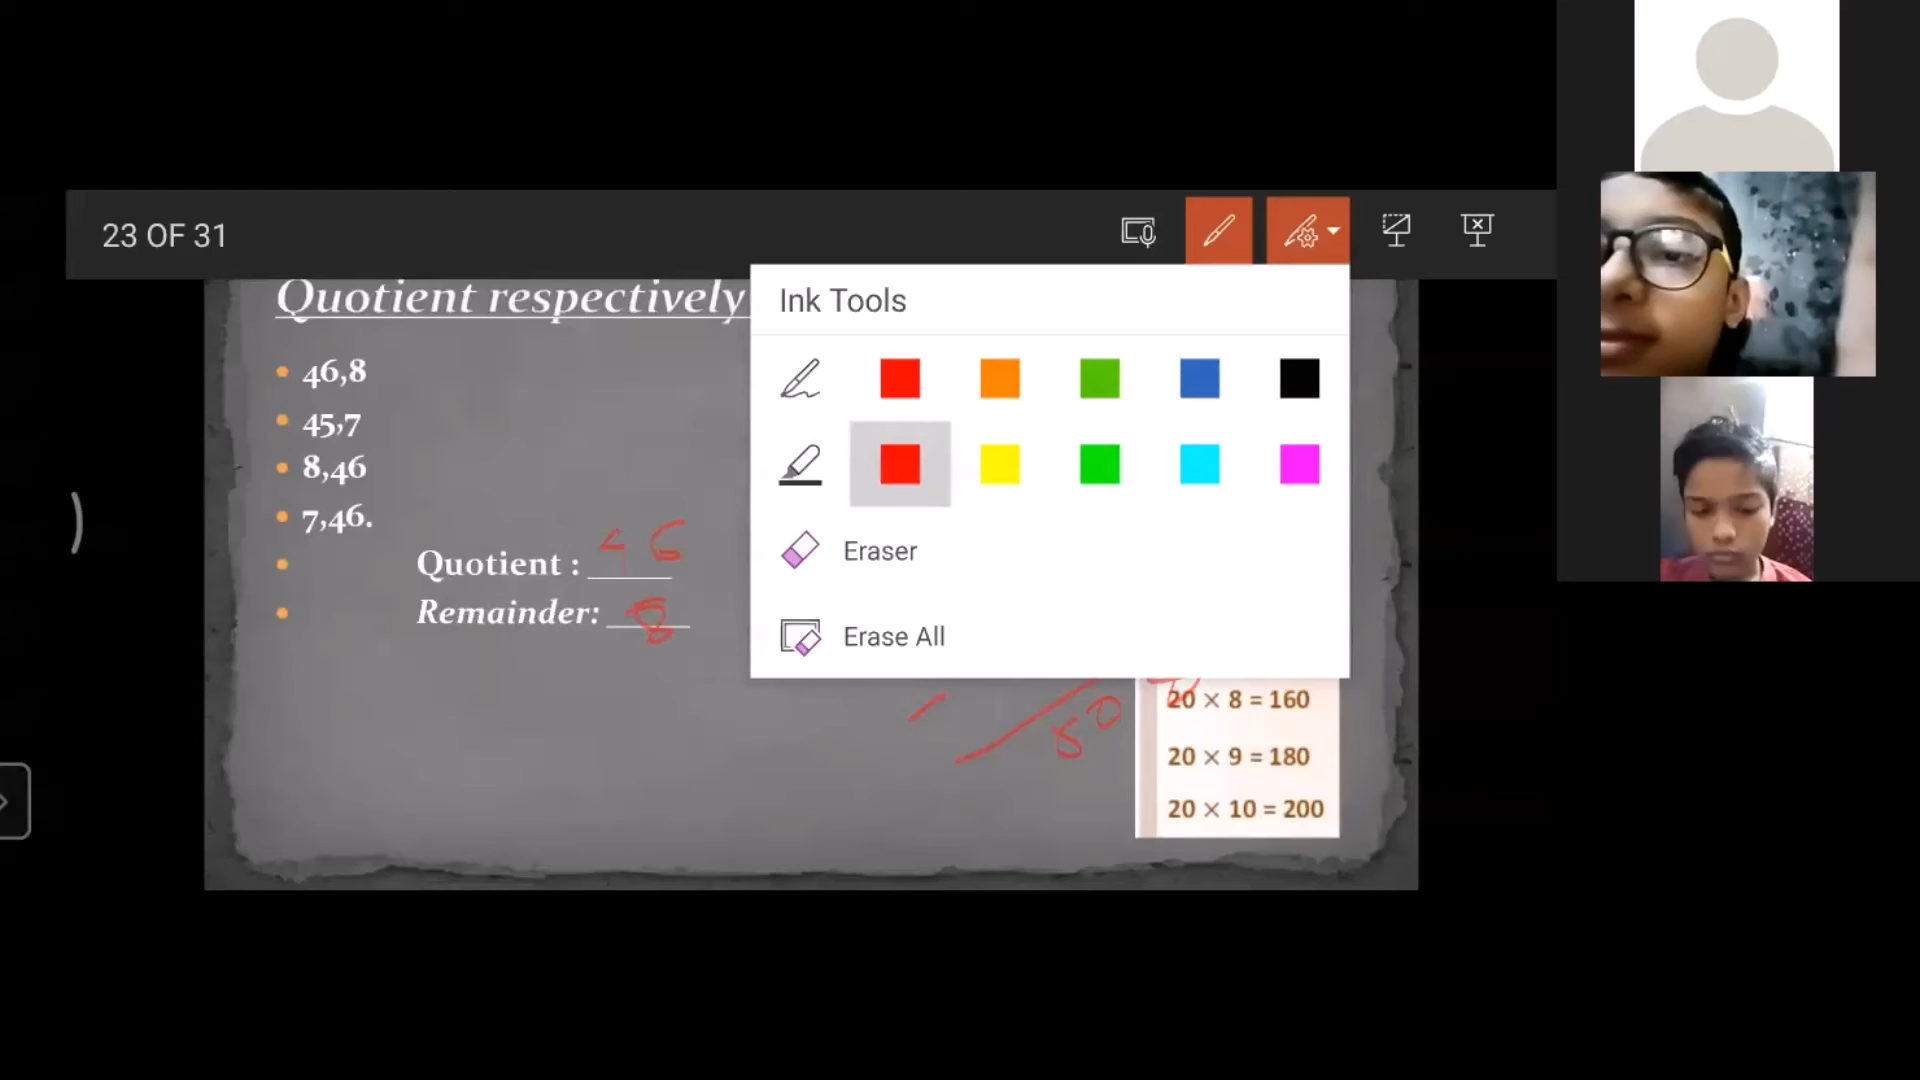 23 OF 31
Quotient respectively
46,8
45,7
8,46
7,46.
Quotient : 46
Remainder: 8
Ink Tools
Eraser
Erase All
50
20 × 8 = 160
20 × 9 = 180
20 × 10 = 200